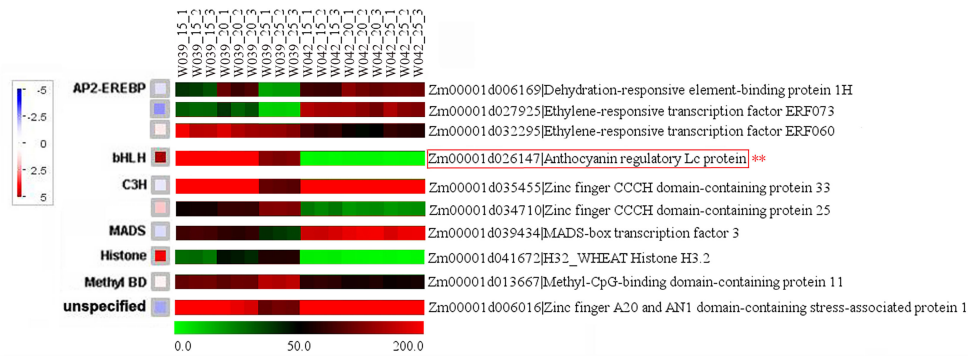 W039_15_1
W039_15_2
W039_15_3
W039_20_1
W039_20_2
W039_20_3
W039_25_1
W039_25_2
W039_25_3
W042_15_1
W042_15_2
W042_15_3
W042_20_1
W042_20_2
W042_20_3
W042_25_1
W042_25_2
W042_25_3
-5
-2.5
0
2.5
5
AP2-EREBP Zm00001d006169|Dehydration-responsive element-binding protein 1H
Zm00001d027925|Ethylene-responsive transcription factor ERF073
Zm00001d032295|Ethylene-responsive transcription factor ERF060
bHLH Zm00001d026147|Anthocyanin regulatory Lc protein **
C3H Zm00001d035455|Zinc finger CCCH domain-containing protein 33
Zm00001d034710|Zinc finger CCCH domain-containing protein 25
MADS Zm00001d039434|MADS-box transcription factor 3
Histone Zm00001d041672|H32_WHEAT Histone H3.2
Methyl BD Zm00001d013667|Methyl-CpG-binding domain-containing protein 11
unspecified Zm00001d006016|Zinc finger A20 and AN1 domain-containing stress-associated protein 1
0.0 50.0 200.0